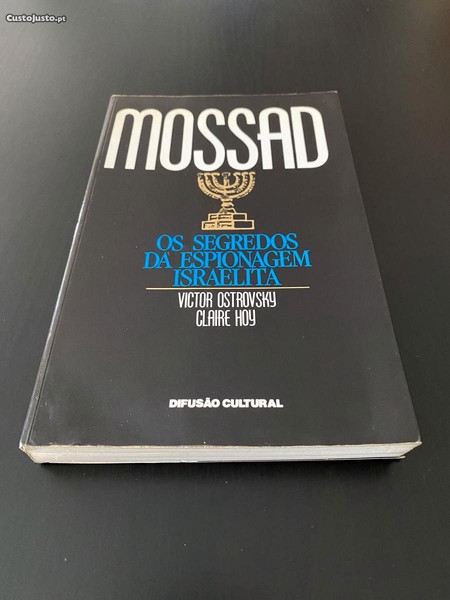 CustoJusto.pt
MOSSAD
OS SEGREDOS
DA ESPIONAGEM
ISRAELITA
VICTOR OSTROVSKY
CLAIRE HOY
DIFUSÃO CULTURAL